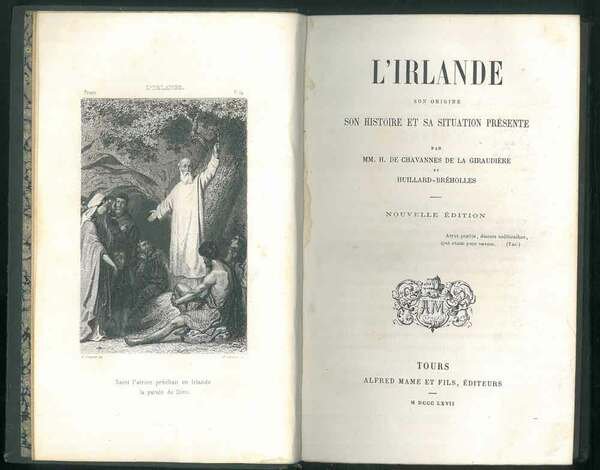 L'IRLANDE.
Saint Patrice prêchant en Irlande
la parole de Dieu.
L'IRLANDE
SON ORIGINE
SON HISTOIRE ET SA SITUATION PRÉSENTE
PAR
MM. H. DE CHAVANNES DE LA GIRAUDIÈRE
ET
HUILLARD-BRÉHOLLES
NOUVELLE ÉDITION
(Tac.)
AM
TOURS
ALFRED MAME ET FILS, ÉDITEURS
M DCCC LXVII